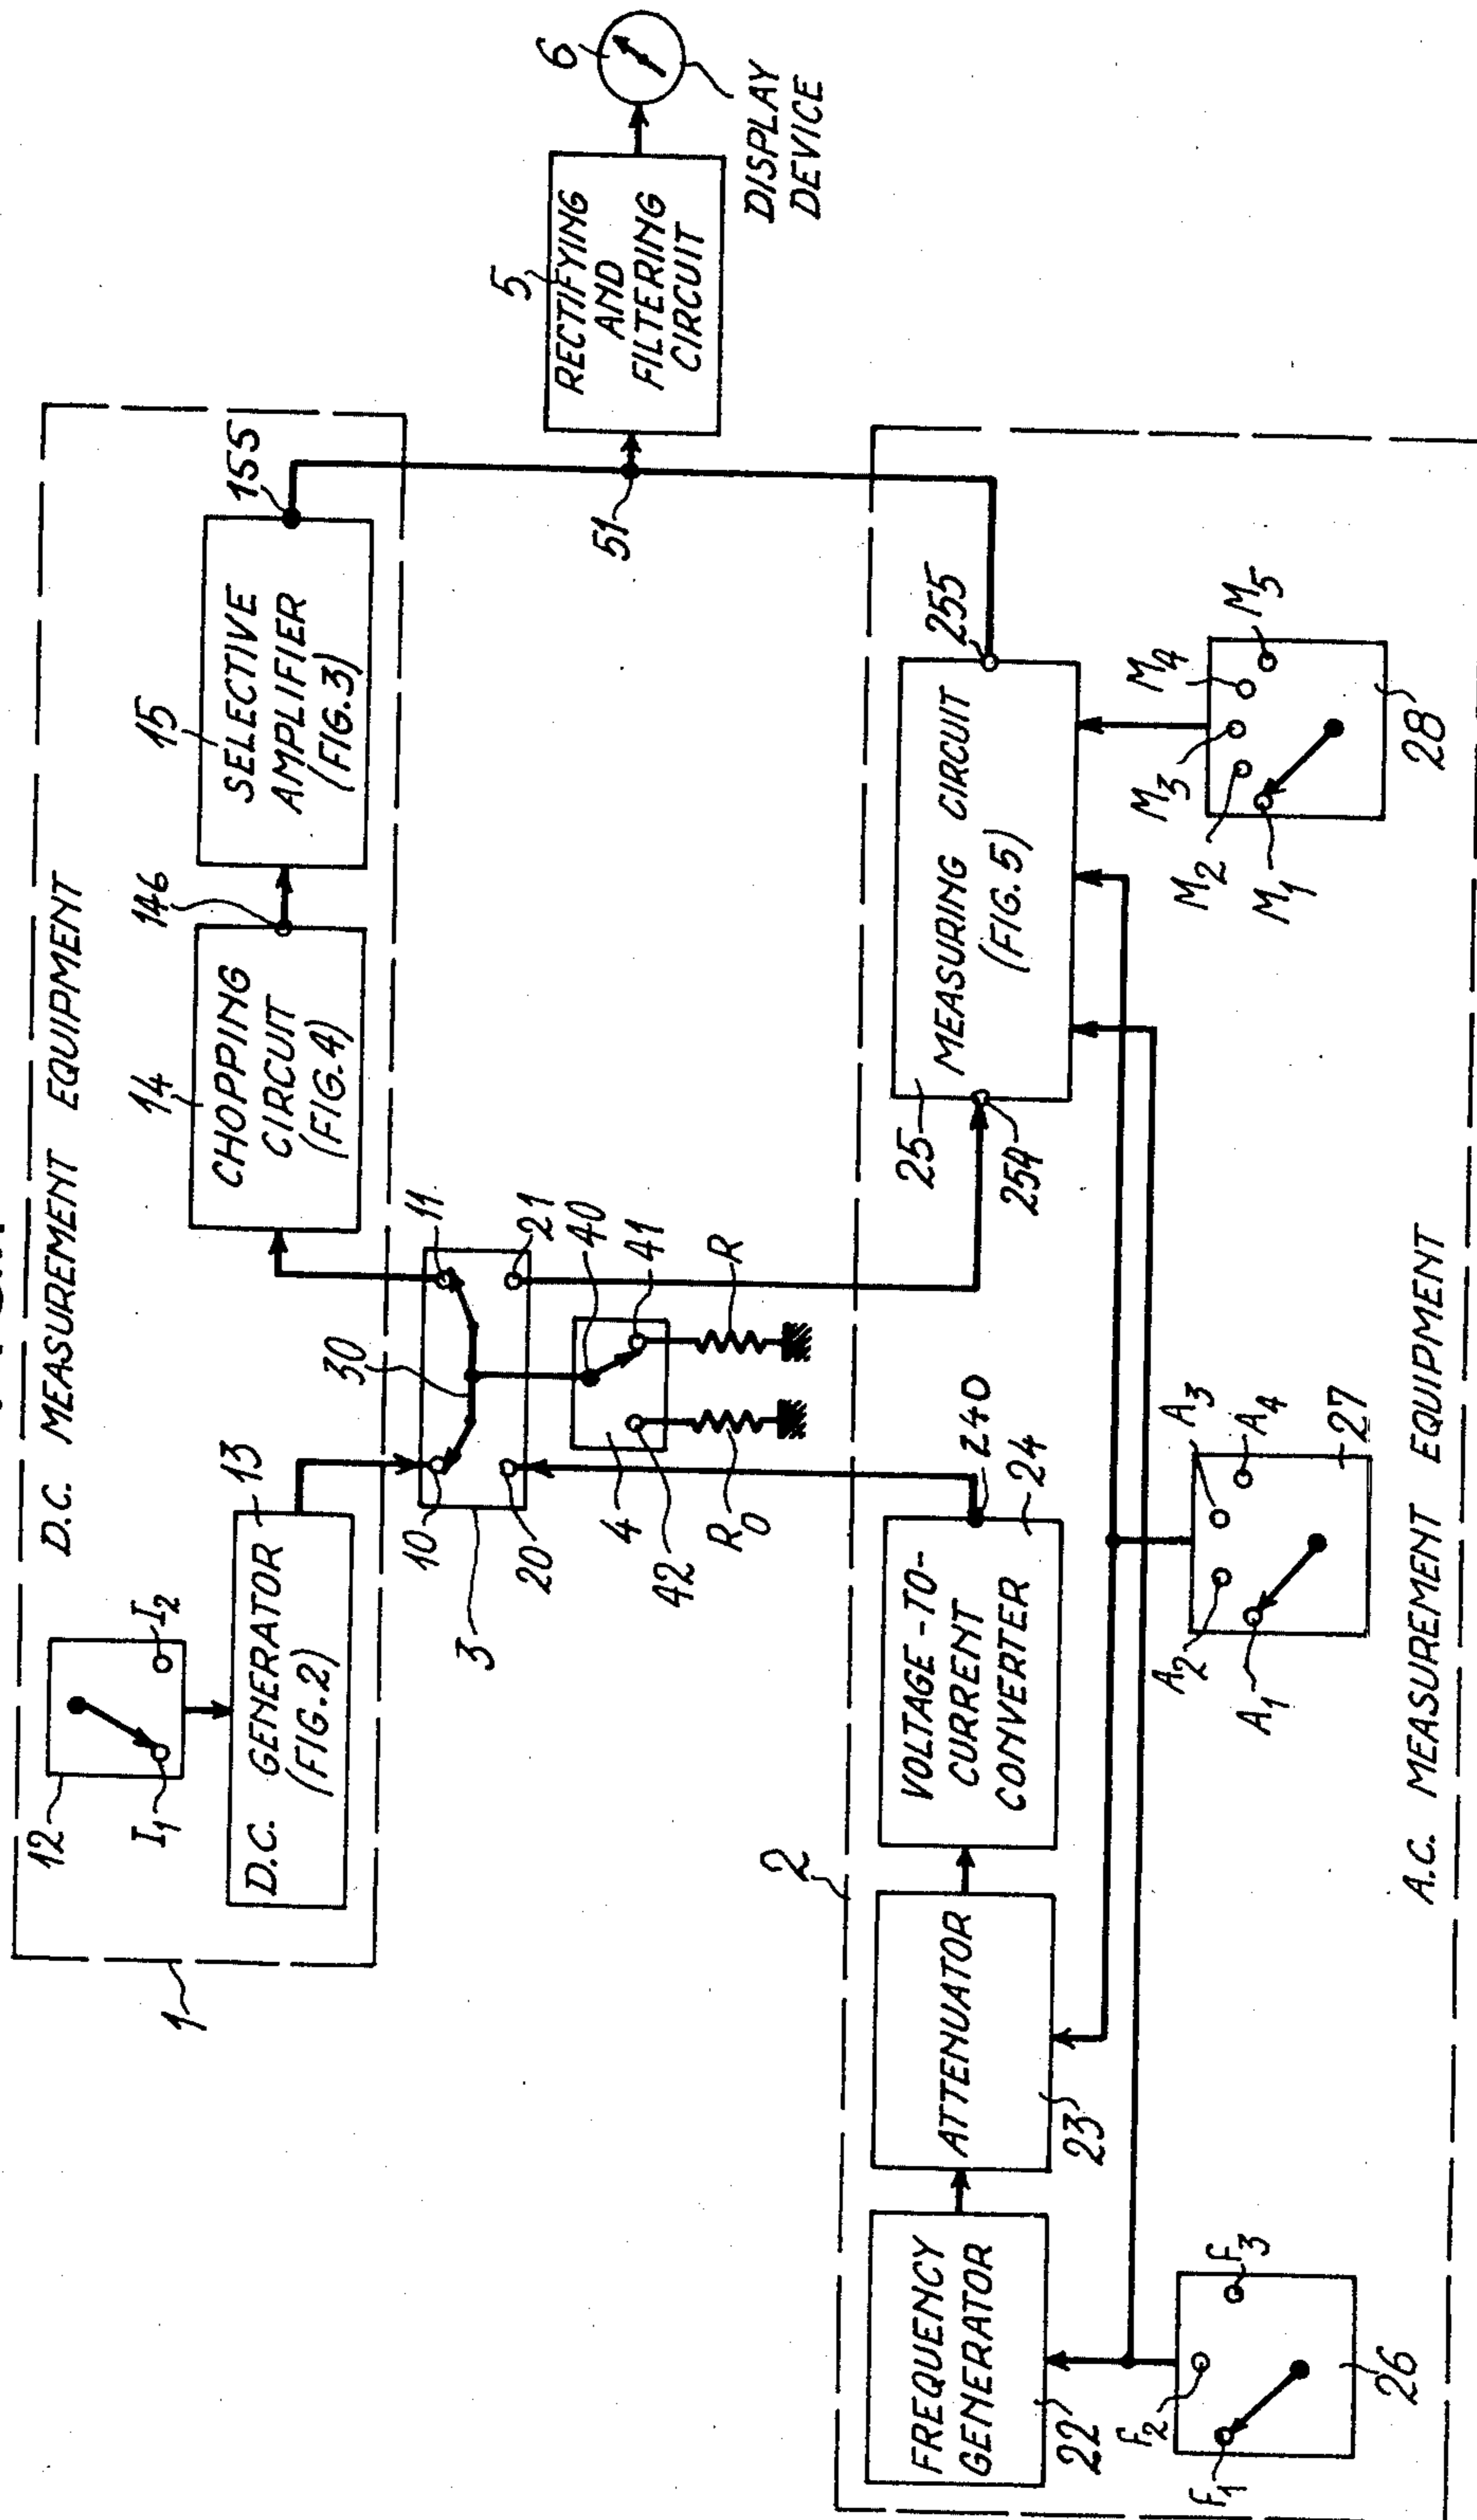 D.C. MEASUREMENT EQUIPMENT
1
12
I1
I2
D.C. GENERATOR
(FIG.2)
13
14
CHOPPING
CIRCUIT
(FIG.4)
146
15
SELECTIVE
AMPLIFIER
(FIG.3)
155
10
11
30
20
21
3
4
40
41
42
R0
R
51
5
RECTIFYING
AND
FILTERING
CIRCUIT
6
DISPLAY
DEVICE
2
FREQUENCY
GENERATOR
22
ATTENUATOR
23
VOLTAGE-TO-
CURRENT
CONVERTER
24
240
25
254
MEASURING CIRCUIT
(FIG.5)
255
F1
F2
F3
26
A1
A2
A3
A4
27
M1
M2
M3
M4
M5
28
A.C. MEASUREMENT EQUIPMENT